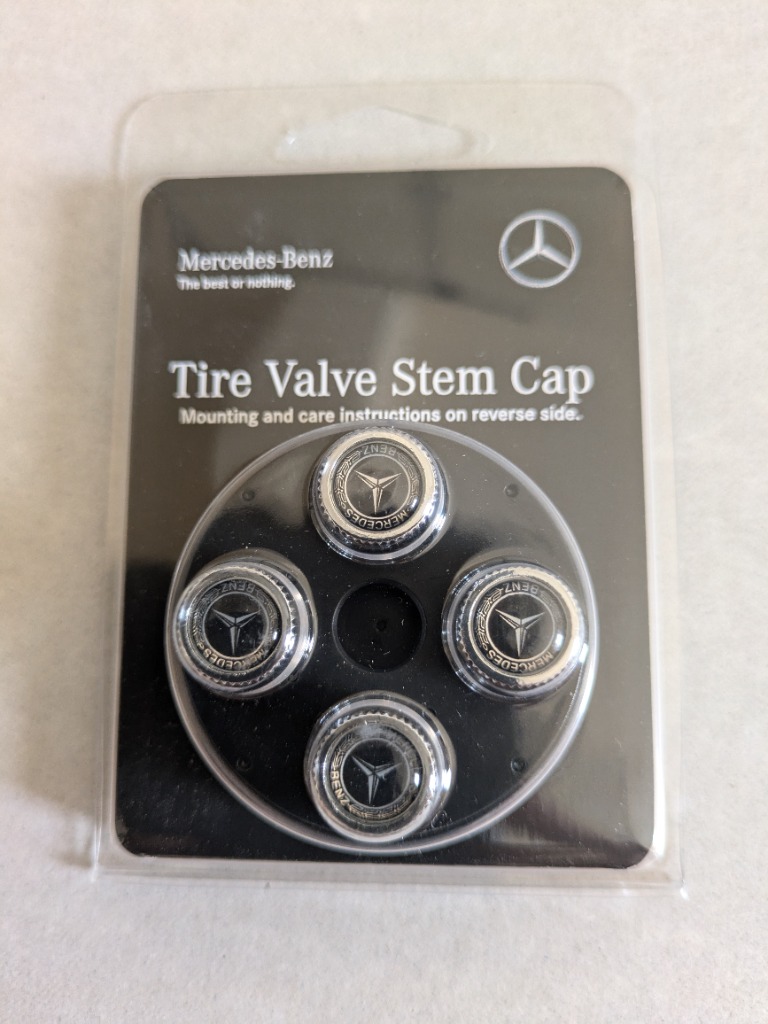 Mercedes-Benz
The best or nothing.
Tire Valve Stem Cap
Mounting and care instructions on reverse side.
BENZ
MERCEDES
BENZ
MERCEDES
BENZ
MERCEDES
BENZ